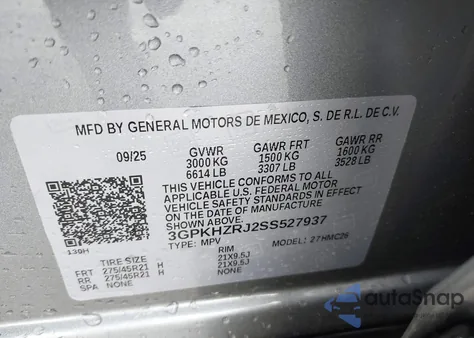 MFD BY GENERAL MOTORS DE MEXICO, S. DE R.L. DE C.V.
09/25 GVWR GAWR FRT GAWR RR
3000 KG 1500 KG 1600 KG
6614 LB 3307 LB 3528 LB
THIS VEHICLE CONFORMS TO ALL
APPLICABLE U.S. FEDERAL MOTOR
VEHICLE SAFETY STANDARDS IN EFFECT
ON THE DATE OF MANUFACTURE SHOWN ABOVE.
3GPKHZRJ2SS527937
TYPE: MPV MODEL: 27HMC26
TIRE SIZE RIM
FRT 275/45R21 H 21X9.5J
RR 275/45R21 H 21X9.5J
SPA NONE NONE
autoSnap